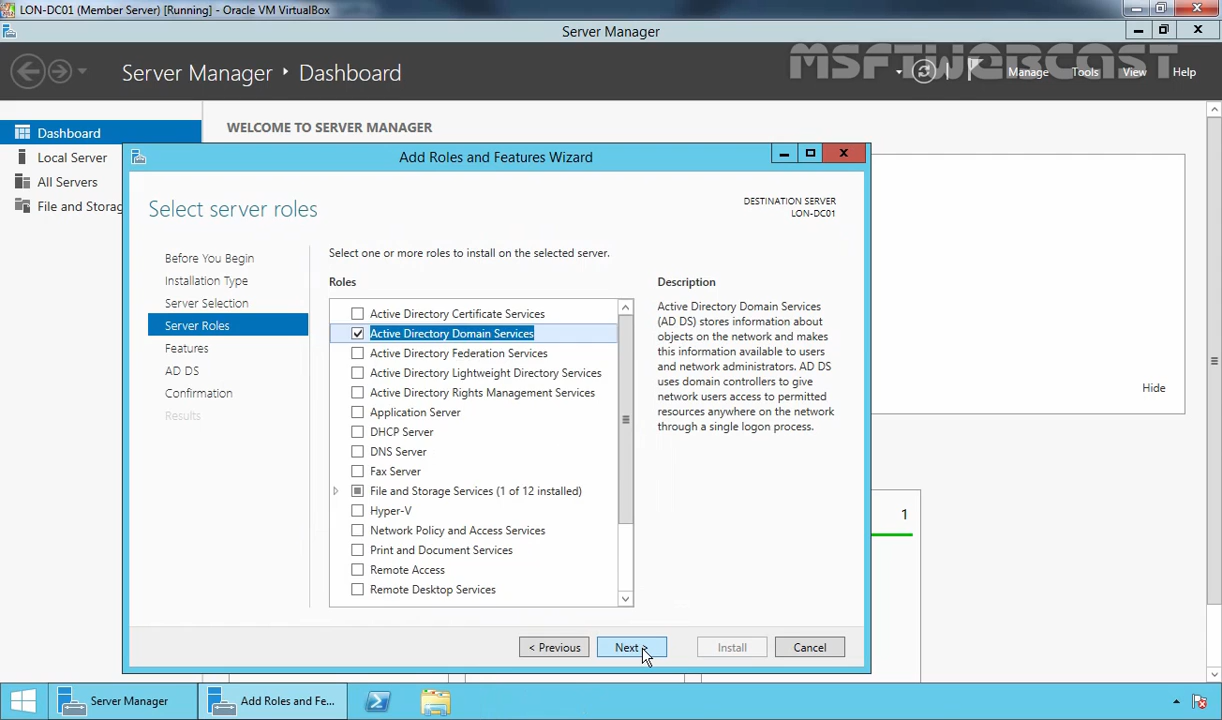 LON-DC01 (Member Server) [Running] - Oracle VM VirtualBox
Server Manager
Server Manager ‣ Dashboard
MSFTWEBCAST
Manage
Tools
View
Help
Dashboard
Local Server
All Servers
File and Storag
WELCOME TO SERVER MANAGER
Add Roles and Features Wizard
Select server roles
DESTINATION SERVER
LON-DC01
Before You Begin
Installation Type
Server Selection
Server Roles
Features
AD DS
Confirmation
Results
Select one or more roles to install on the selected server.
Roles
Active Directory Certificate Services
Active Directory Domain Services
Active Directory Federation Services
Active Directory Lightweight Directory Services
Active Directory Rights Management Services
Application Server
DHCP Server
DNS Server
Fax Server
File and Storage Services (1 of 12 installed)
Hyper-V
Network Policy and Access Services
Print and Document Services
Remote Access
Remote Desktop Services
Description
Active Directory Domain Services
(AD DS) stores information about
objects on the network and makes
this information available to users
and network administrators. AD DS
uses domain controllers to give
network users access to permitted
resources anywhere on the network
through a single logon process.
Hide
1
< Previous
Next >
Install
Cancel
Server Manager
Add Roles and Fe...